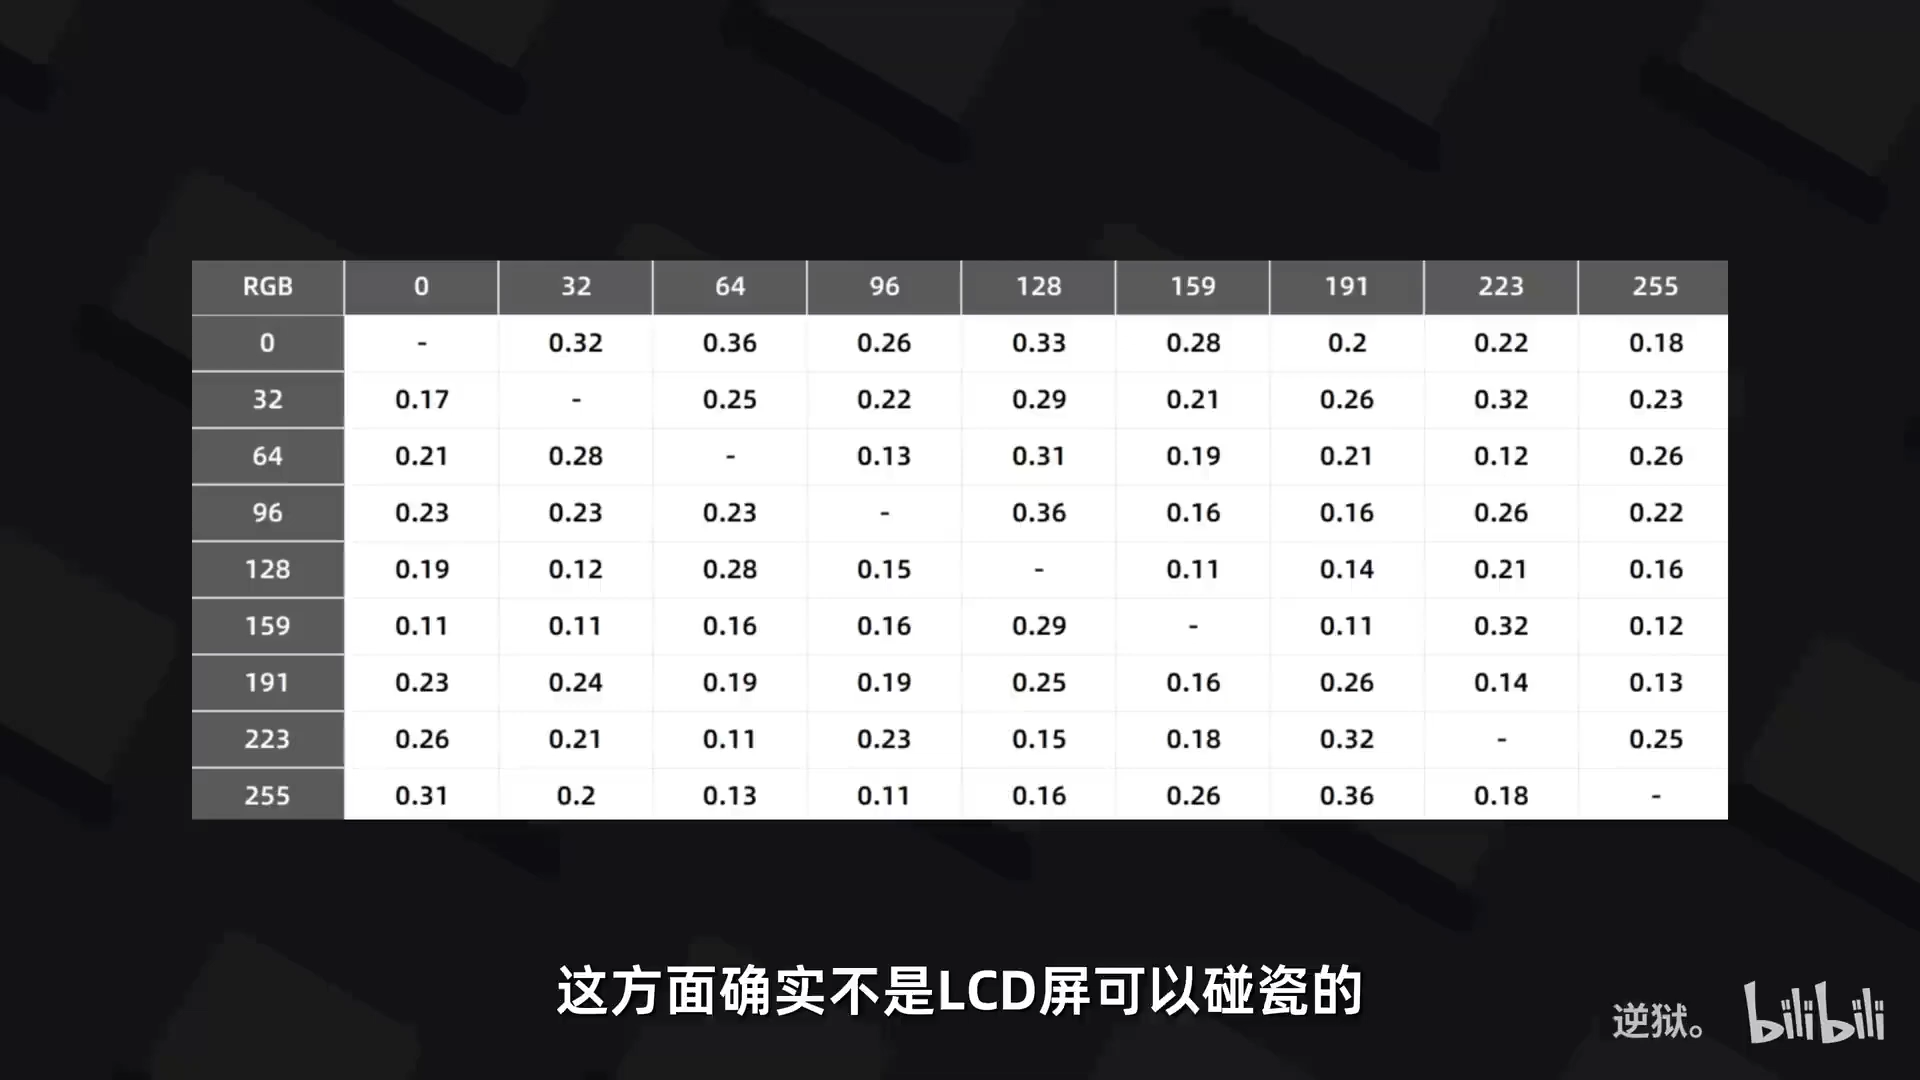 RGB 0 32 64 96 128 159 191 223 255
0 - 0.32 0.36 0.26 0.33 0.28 0.2 0.22 0.18
32 0.17 - 0.25 0.22 0.29 0.21 0.26 0.32 0.23
64 0.21 0.28 - 0.13 0.31 0.19 0.21 0.12 0.26
96 0.23 0.23 0.23 - 0.36 0.16 0.16 0.26 0.22
128 0.19 0.12 0.28 0.15 - 0.11 0.14 0.21 0.16
159 0.11 0.11 0.16 0.16 0.29 - 0.11 0.32 0.12
191 0.23 0.24 0.19 0.19 0.25 0.16 0.26 0.14 0.13
223 0.26 0.21 0.11 0.23 0.15 0.18 0.32 - 0.25
255 0.31 0.2 0.13 0.11 0.16 0.26 0.36 0.18 -
这方面确实不是LCD屏可以碰瓷的
逆狱。 bilibili